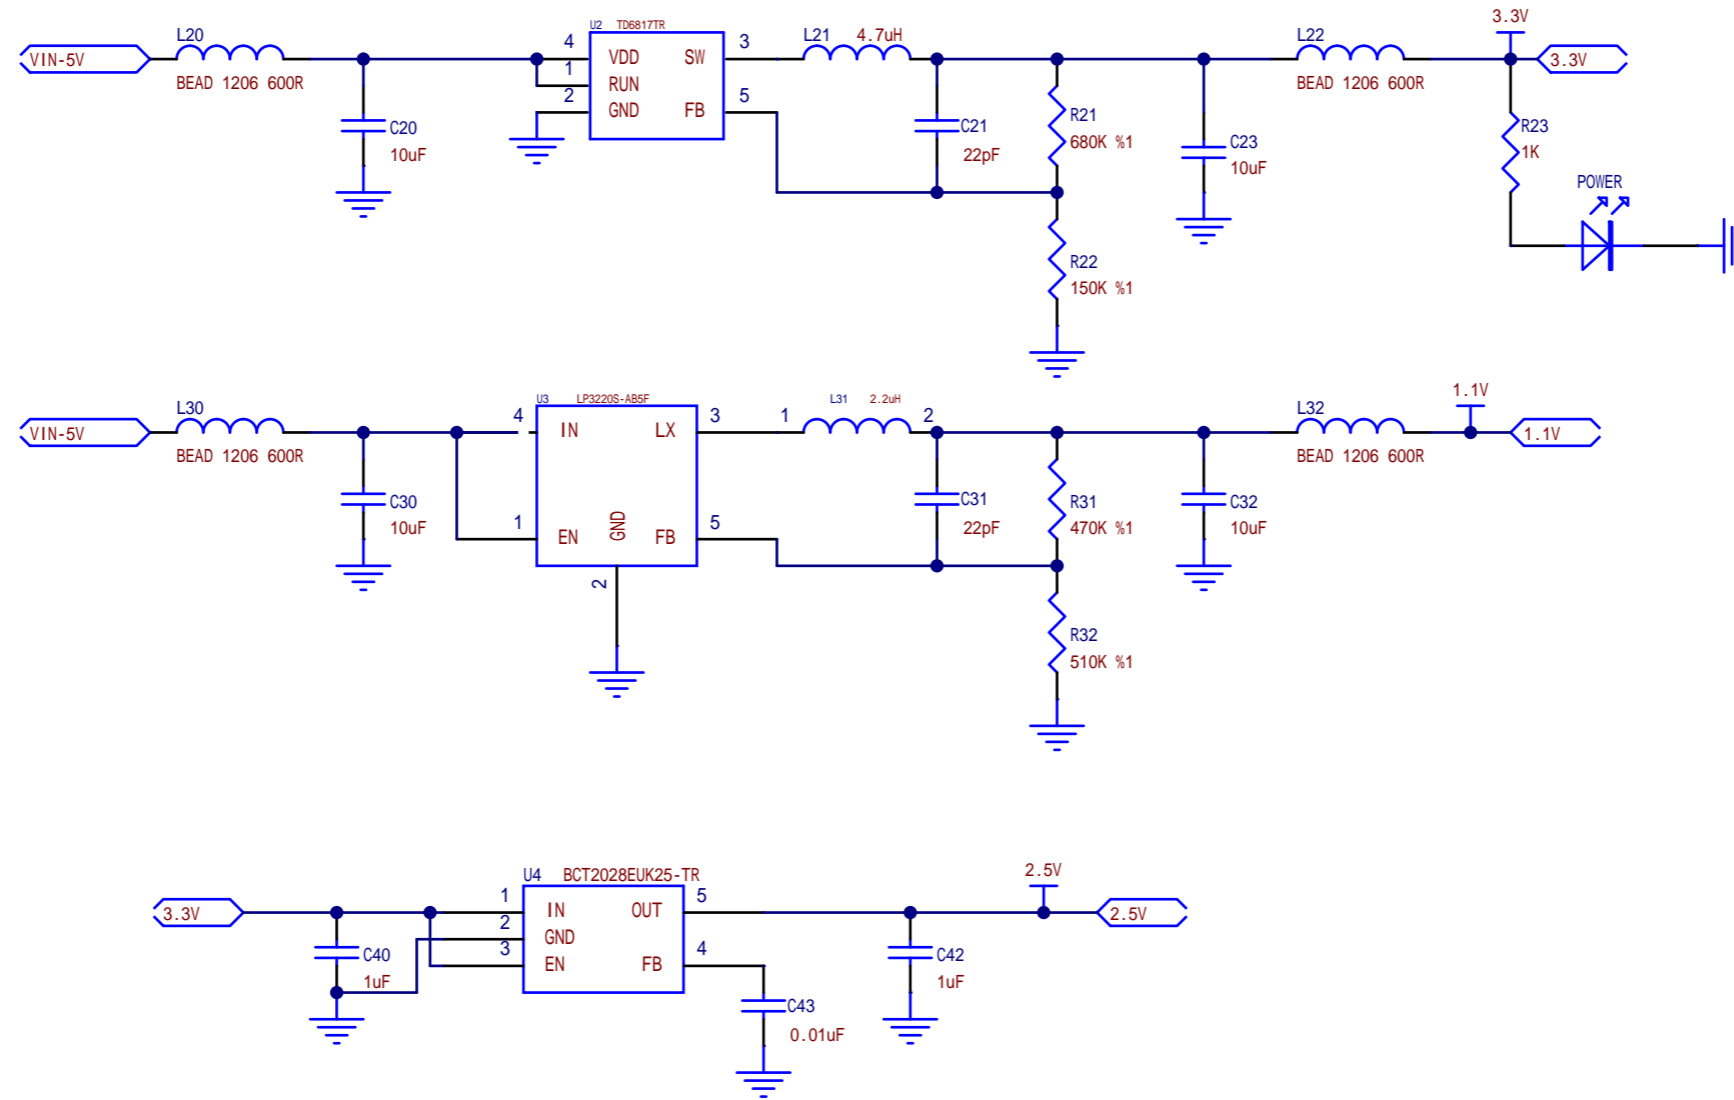 U2 TD6817TR
3.3V
L20
L21 4.7uH
L22
VIN-5V
4 VDD SW 3
3.3V
1 RUN
BEAD 1206 600R
BEAD 1206 600R
2 GND FB 5
C20
10uF
C21
22pF
R21
680K %1
C23
10uF
R23
1K
POWER
R22
150K %1
U3 LP3220S-AB5F
L31 2.2uH
1.1V
L30
L32
VIN-5V
4 IN LX 3
1 2
1.1V
BEAD 1206 600R
BEAD 1206 600R
C30
10uF
1 EN GND FB 5
2
C31
22pF
R31
470K %1
C32
10uF
R32
510K %1
U4 BCT2028EUK25-TR
2.5V
3.3V
1 IN OUT 5
2.5V
2 GND
3 EN FB 4
C40
1uF
C42
1uF
C43
0.01uF